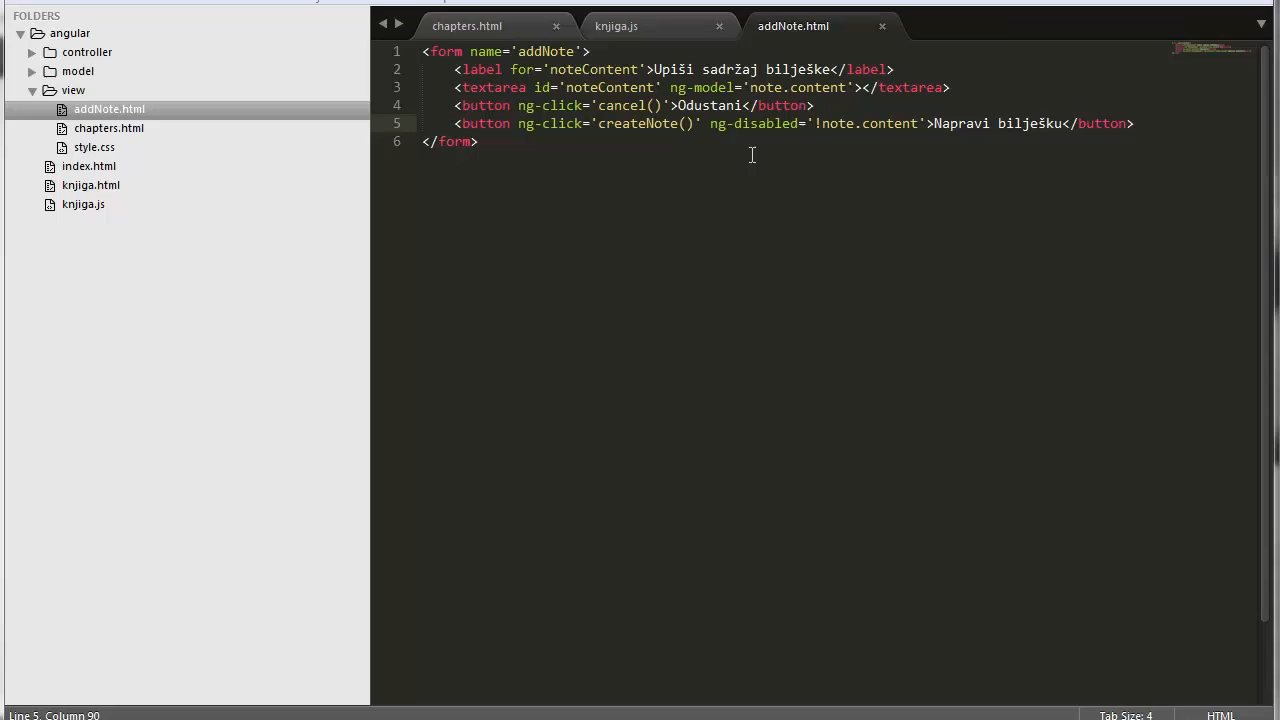 FOLDERS
angular
controller
model
view
addNote.html
chapters.html
style.css
index.html
knjiga.html
knjiga.js
chapters.html × knjiga.js × addNote.html ×
1 <form name='addNote'>
2 <label for='noteContent'>Upiši sadržaj bilješke</label>
3 <textarea id='noteContent' ng-model='note.content'></textarea>
4 <button ng-click='cancel()'>Odustani</button>
5 <button ng-click='createNote()' ng-disabled='!note.content'>Napravi bilješku</button>
6 </form>
Line 5, Column 90 Tab Size: 4 HTML